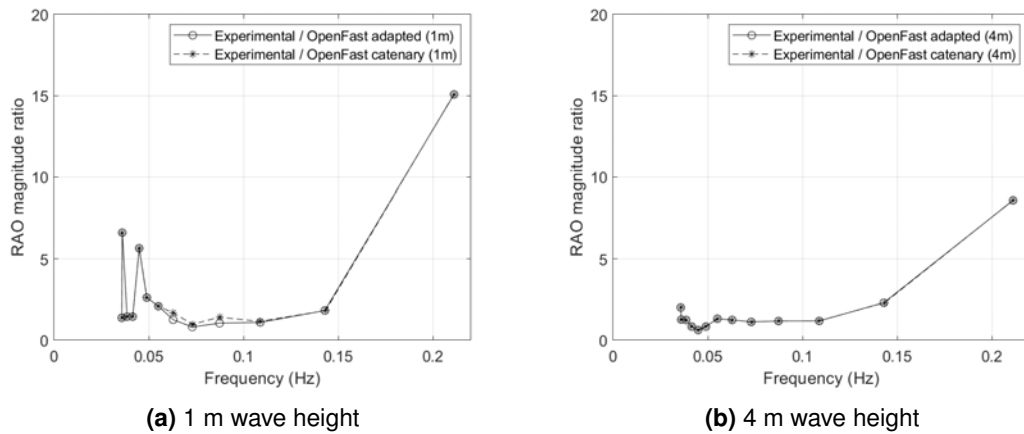 20
15
10
5
0
RAO magnitude ratio
Experimental / OpenFast adapted (1m)
Experimental / OpenFast catenary (1m)
0 0.05 0.1 0.15 0.2
Frequency (Hz)
(a) 1 m wave height
20
15
10
5
0
RAO magnitude ratio
Experimental / OpenFast adapted (4m)
Experimental / OpenFast catenary (4m)
0 0.05 0.1 0.15 0.2
Frequency (Hz)
(b) 4 m wave height